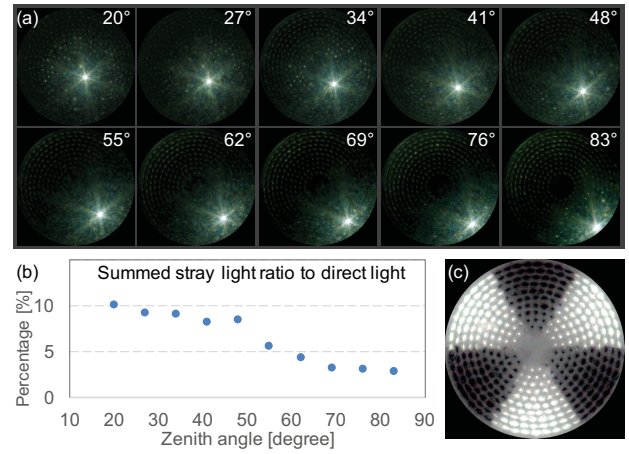 (a) 20° 27° 34° 41° 48°
55° 62° 69° 76° 83°
(b) Summed stray light ratio to direct light
Percentage [%]
10
5
0
10 20 30 40 50 60 70 80 90
Zenith angle [degree]
(c)